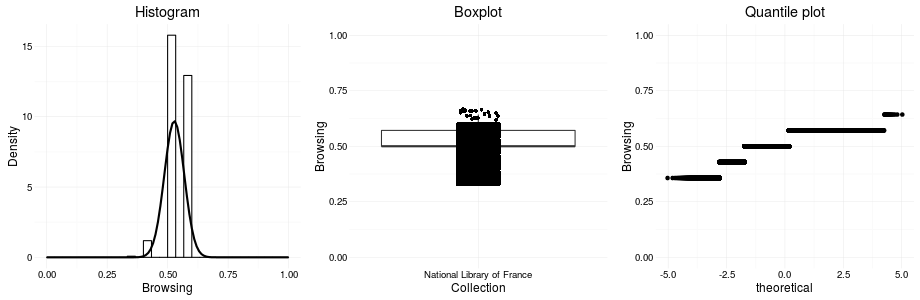 Histogram
Density
15
10
5
0
0.00 0.25 0.50 0.75 1.00
Browsing
Boxplot
Browsing
1.00
0.75
0.50
0.25
0.00
National Library of France
Collection
Quantile plot
Browsing
1.00
0.75
0.50
0.25
0.00
-5.0 -2.5 0.0 2.5 5.0
theoretical